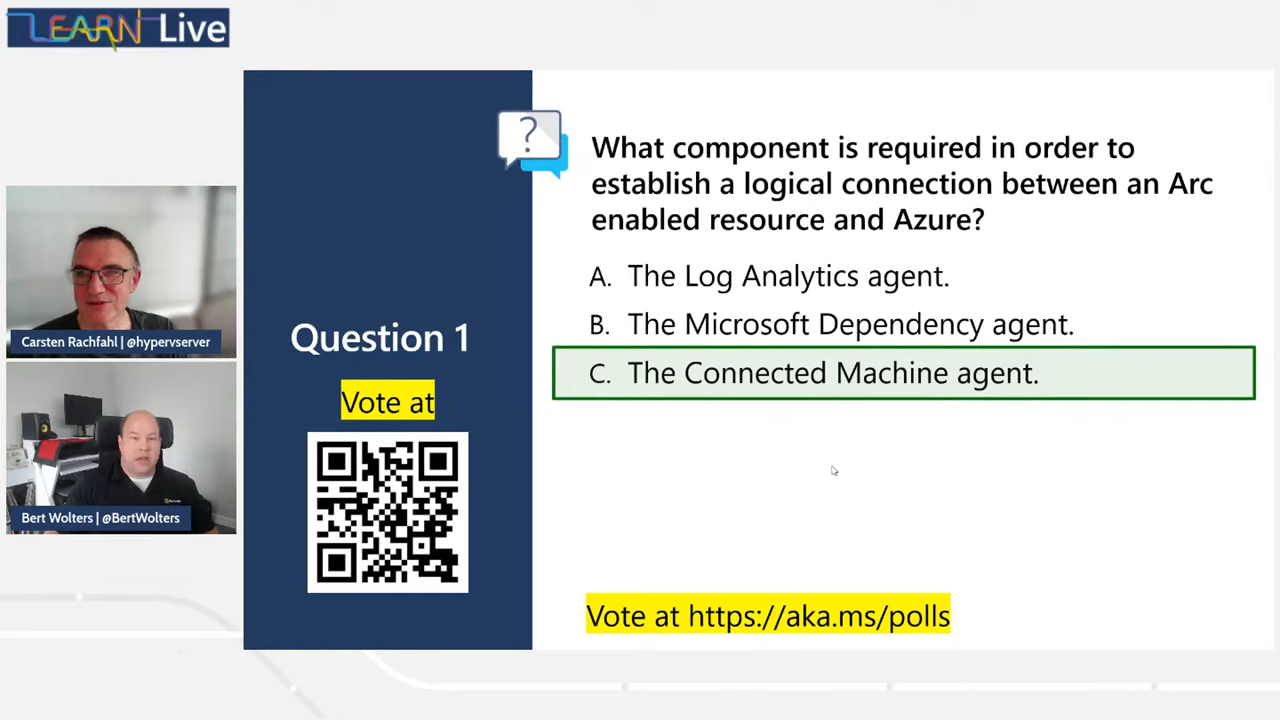 LEARN Live
Carsten Rachfahl | @hypervserver
Bert Wolters | @BertWolters
Question 1
Vote at
?
What component is required in order to
establish a logical connection between an Arc
enabled resource and Azure?
A. The Log Analytics agent.
B. The Microsoft Dependency agent.
C. The Connected Machine agent.
Vote at https://aka.ms/polls